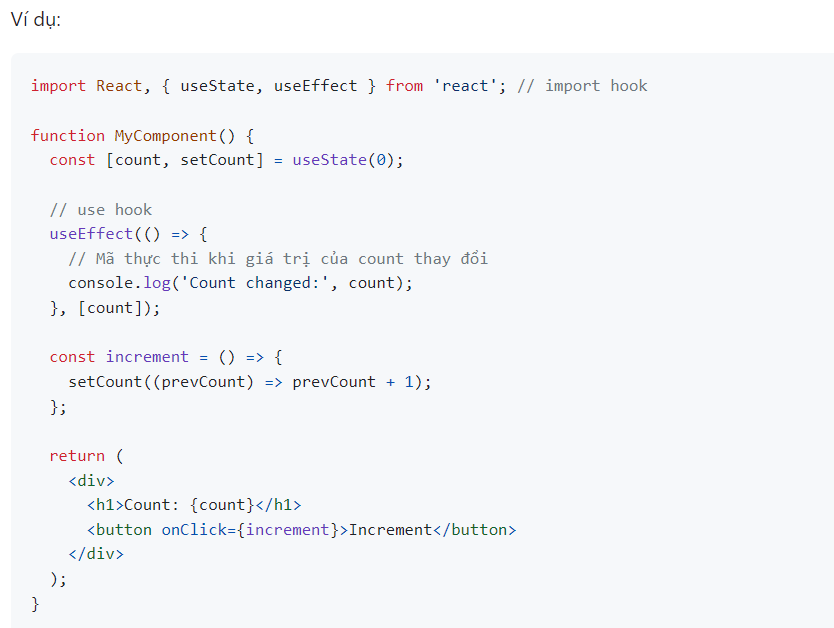 Ví dụ:
import React, { useState, useEffect } from 'react'; // import hook
function MyComponent() {
  const [count, setCount] = useState(0);
  // use hook
  useEffect(() => {
    // Mã thực thi khi giá trị của count thay đổi
    console.log('Count changed:', count);
  }, [count]);
  const increment = () => {
    setCount((prevCount) => prevCount + 1);
  };
  return (
    <div>
      <h1>Count: {count}</h1>
      <button onClick={increment}>Increment</button>
    </div>
  );
}